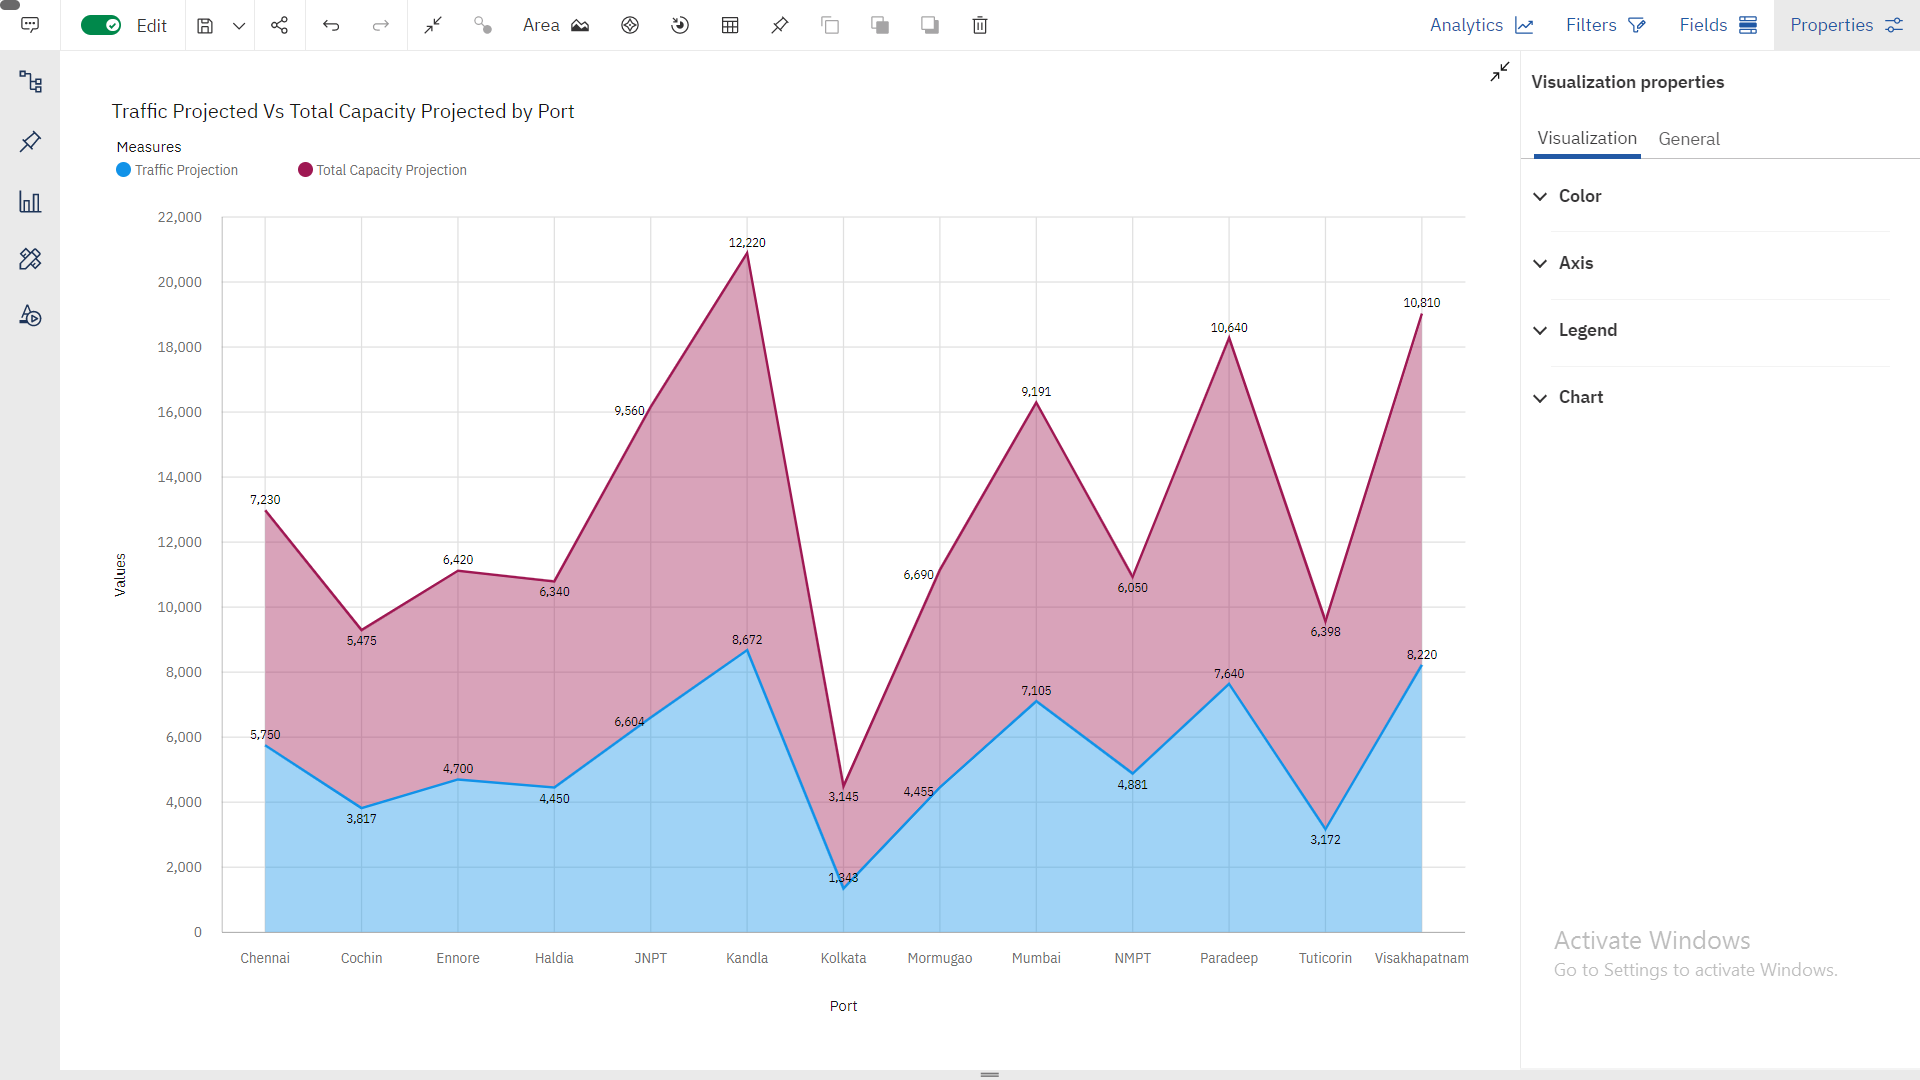 Edit
Area
Analytics
Filters
Fields
Properties
Traffic Projected Vs Total Capacity Projected by Port
Measures
Traffic Projection
Total Capacity Projection
22,000
20,000
18,000
16,000
14,000
12,000
10,000
8,000
6,000
4,000
2,000
0
Values
7,230
5,475
6,420
6,340
9,560
12,220
3,145
6,690
9,191
6,050
10,640
6,398
10,810
5,750
3,817
4,700
4,450
6,604
8,672
1,343
4,455
7,105
4,881
7,640
3,172
8,220
Chennai
Cochin
Ennore
Haldia
JNPT
Kandla
Kolkata
Mormugao
Mumbai
NMPT
Paradeep
Tuticorin
Visakhapatnam
Port
Visualization properties
Visualization
General
Color
Axis
Legend
Chart
Activate Windows
Go to Settings to activate Windows.